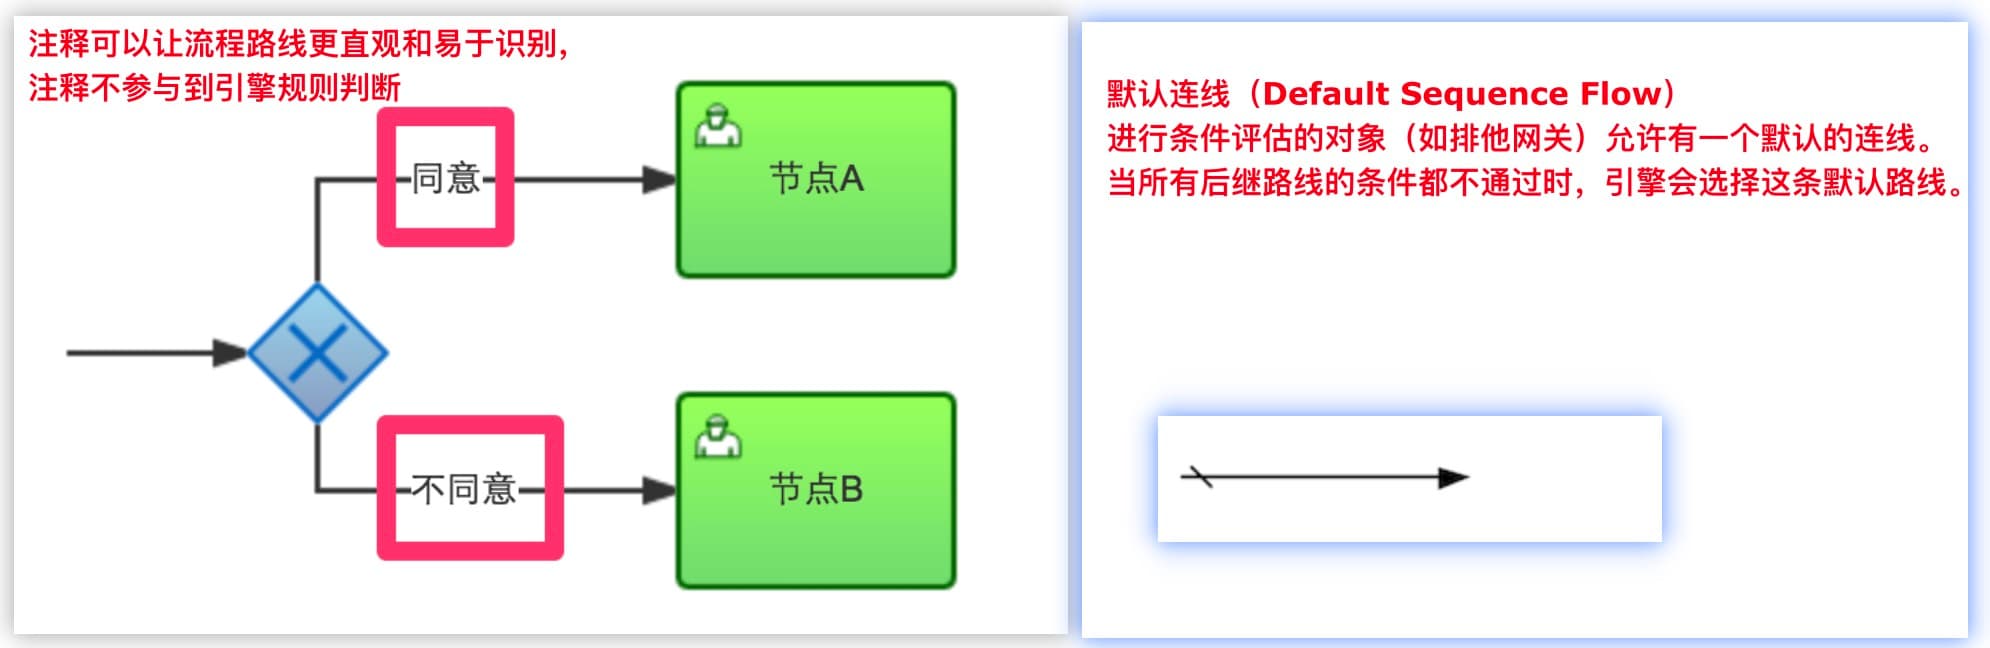 注释可以让流程路线更直观和易于识别，
注释不参与到引擎规则判断
同意
节点A
不同意
节点B
默认连线（Default Sequence Flow）
进行条件评估的对象（如排他网关）允许有一个默认的连线。
当所有后继路线的条件都不通过时，引擎会选择这条默认路线。